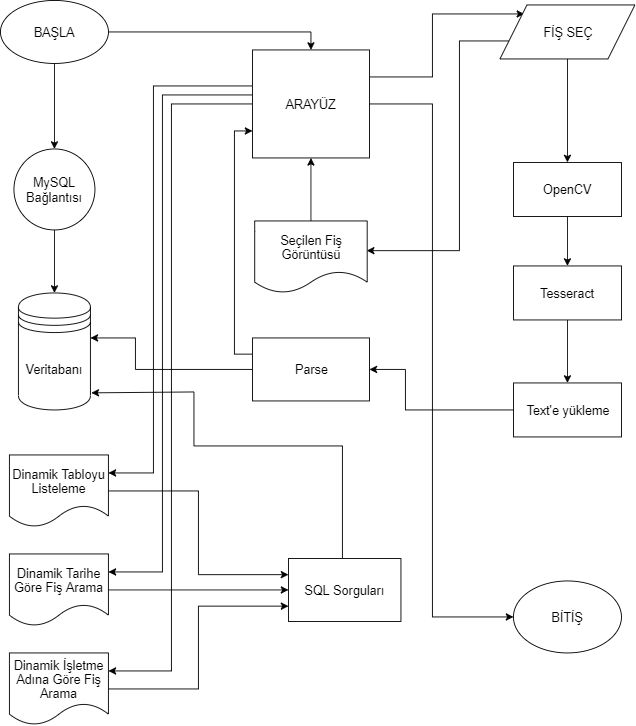 BAŞLA
FİŞ SEÇ
ARAYÜZ
MySQL
Bağlantısı
OpenCV
Seçilen Fiş
Görüntüsü
Tesseract
Veritabanı
Parse
Text'e yükleme
Dinamik Tabloyu
Listeleme
Dinamik Tarihe
Göre Fiş Arama
SQL Sorguları
BİTİŞ
Dinamik İşletme
Adına Göre Fiş
Arama